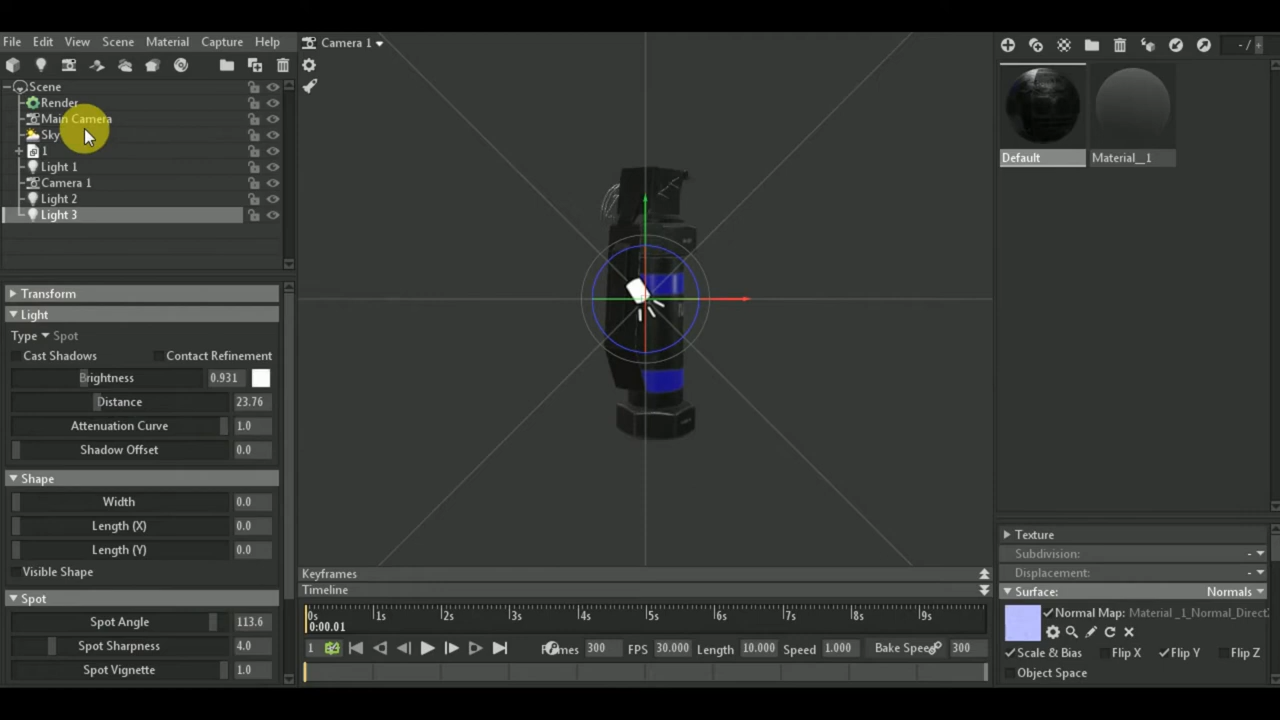 File Edit View Scene Material Capture Help
Camera 1
- /
Scene
Render
Main Camera
Sky
1
Light 1
Camera 1
Light 2
Light 3
Default
Material__1
Transform
Light
Type Spot
Cast Shadows Contact Refinement
Brightness 0.931
Distance 23.76
Attenuation Curve 1.0
Shadow Offset 0.0
Shape
Width 0.0
Length (X) 0.0
Length (Y) 0.0
Visible Shape
Spot
Spot Angle 113.6
Spot Sharpness 4.0
Spot Vignette 1.0
Keyframes
Timeline
0s 1s 2s 3s 4s 5s 6s 7s 8s 9s
0:00.01
1 Frames 300 FPS 30.000 Length 10.000 Speed 1.000 Bake Speed 300
Texture
Subdivision: -
Displacement: -
Surface: Normals
Normal Map: Material _1_Normal_DirectX
Scale & Bias Flip X Flip Y Flip Z
Object Space